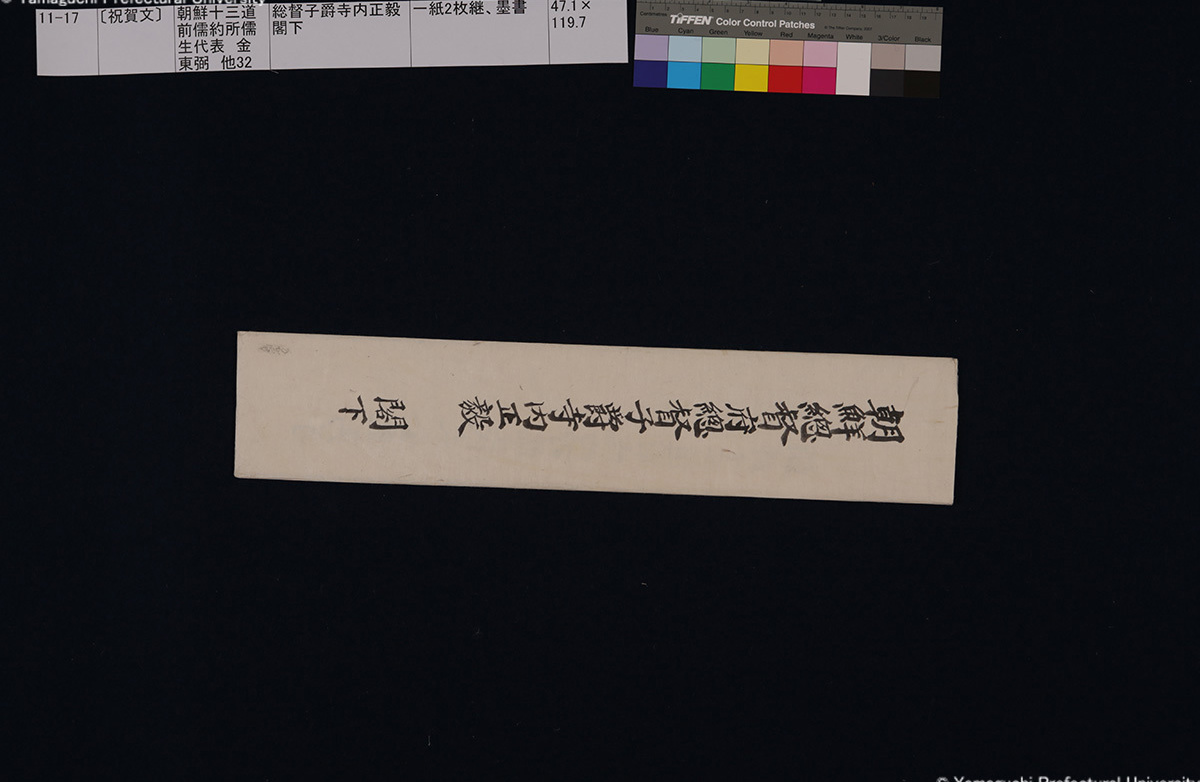 © Yamaguchi Prefectural University
11-17
〔祝賀文〕
朝鮮十三道
前儒約所儒
生代表 金
東弼 他32
総督子爵寺内正毅
閣下
一紙2枚継、墨書
47.1×
119.7
TIFFEN Color Control Patches
Blue Cyan Green Yellow Red Magenta White 3/Color Black
朝鮮總督府總督子爵寺内正毅 閣下
© Yamaguchi Prefectural University